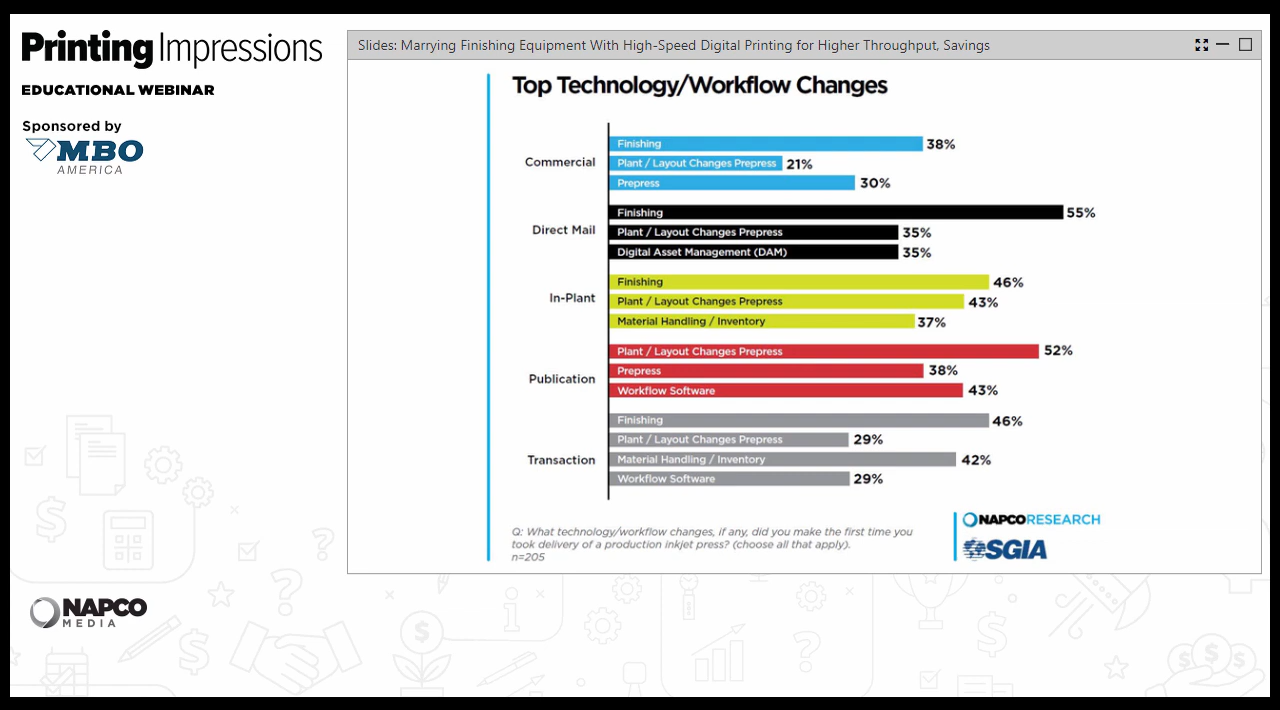 Printing Impressions
EDUCATIONAL WEBINAR
Sponsored by
MBO
AMERICA
Slides: Marrying Finishing Equipment With High-Speed Digital Printing for Higher Throughput, Savings
Top Technology/Workflow Changes
Commercial
Finishing 38%
Plant / Layout Changes Prepress 21%
Prepress 30%
Direct Mail
Finishing 55%
Plant / Layout Changes Prepress 35%
Digital Asset Management (DAM) 35%
In-Plant
Finishing 46%
Plant / Layout Changes Prepress 43%
Material Handling / Inventory 37%
Publication
Plant / Layout Changes Prepress 52%
Prepress 38%
Workflow Software 43%
Transaction
Finishing 46%
Plant / Layout Changes Prepress 29%
Material Handling / Inventory 42%
Workflow Software 29%
Q: What technology/workflow changes, if any, did you make the first time you
took delivery of a production inkjet press? (choose all that apply).
n=205
NAPCO RESEARCH
SGIA
NAPCO
MEDIA